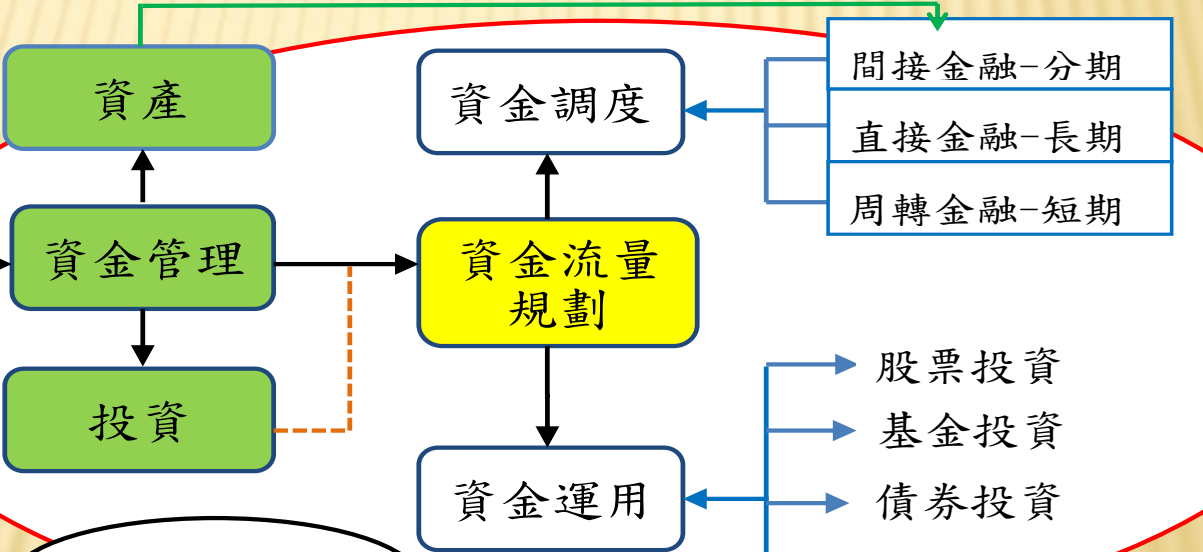 資產
資金調度
間接金融-分期
直接金融-長期
周轉金融-短期
資金管理
資金流量
規劃
投資
股票投資
基金投資
債券投資
資金運用